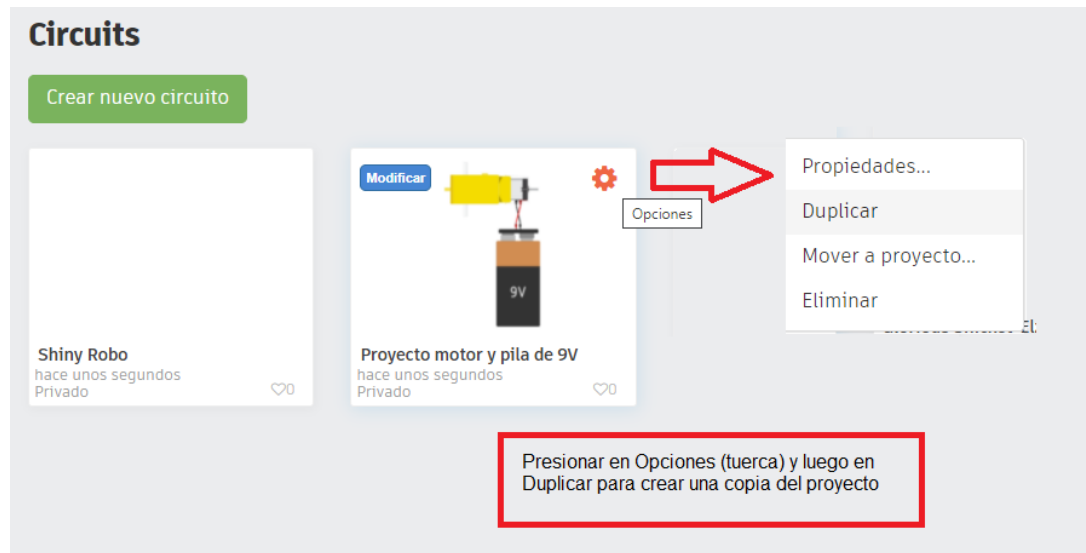 Circuits
Crear nuevo circuito
Modificar
9V
Opciones
Propiedades...
Duplicar
Mover a proyecto...
Eliminar
Shiny Robo
hace unos segundos
Privado
0
Proyecto motor y pila de 9V
hace unos segundos
Privado
0
Presionar en Opciones (tuerca) y luego en
Duplicar para crear una copia del proyecto